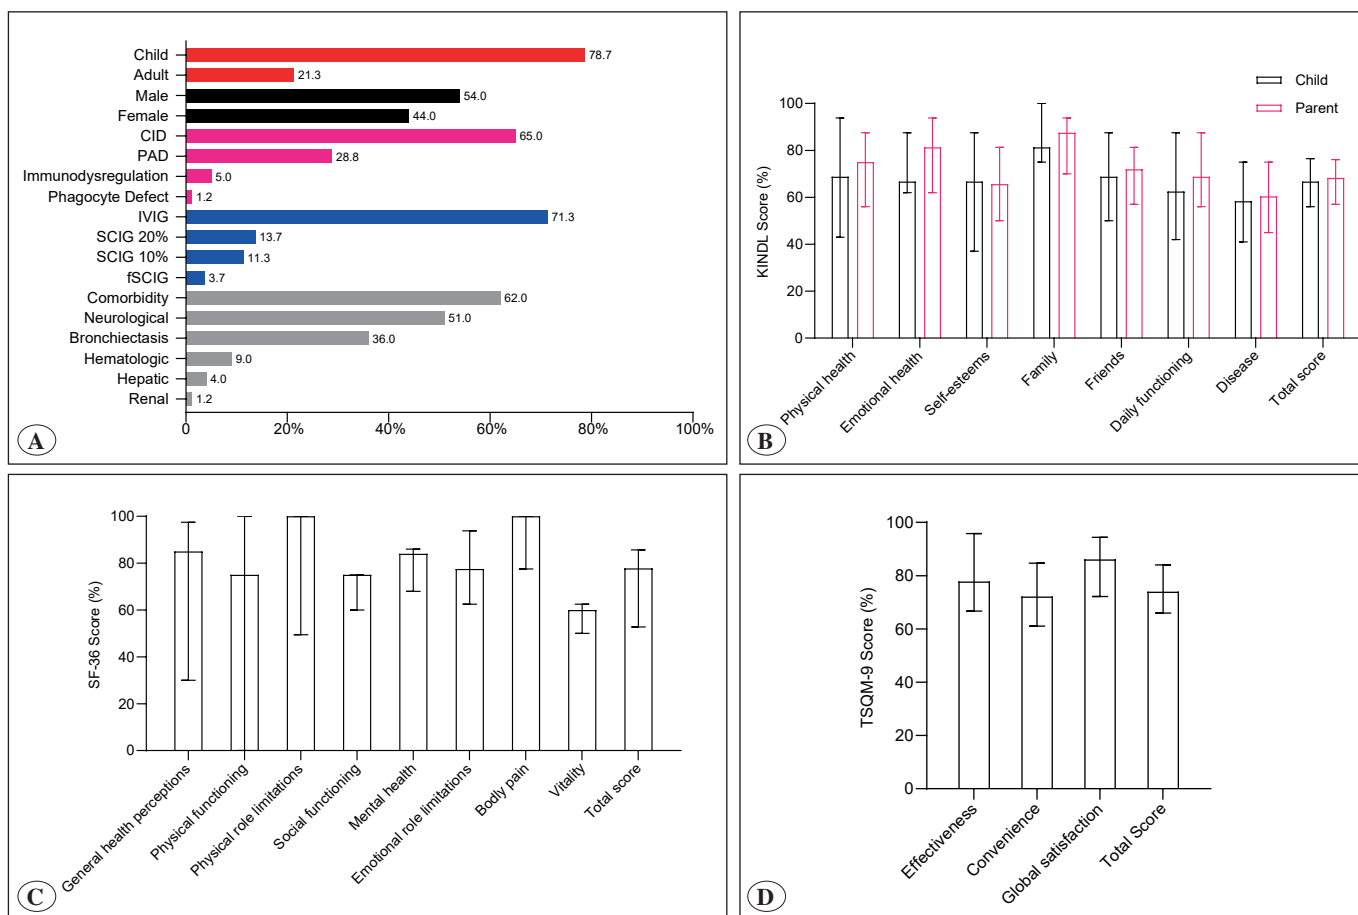 Child 78.7
Adult 21.3
Male 54.0
Female 44.0
CID 65.0
PAD 28.8
Immunodysregulation 5.0
Phagocyte Defect 1.2
IVIG 71.3
SCIG 20% 13.7
SCIG 10% 11.3
fSCIG 3.7
Comorbidity 62.0
Neurological 51.0
Bronchiectasis 36.0
Hematologic 9.0
Hepatic 4.0
Renal 1.2
0 20% 40% 60% 80% 100%
A
Child
Parent
KINDL Score (%)
100
80
60
40
20
0
Physical health
Emotional health
Self-esteems
Family
Friends
Daily functioning
Disease
Total score
B
SF-36 Score (%)
100
80
60
40
20
0
General health perceptions
Physical functioning
Physical role limitations
Social functioning
Mental health
Emotional role limitations
Bodly pain
Vitality
Total score
C
TSQM-9 Score (%)
100
80
60
40
20
0
Effectiveness
Convenience
Global satisfaction
Total Score
D